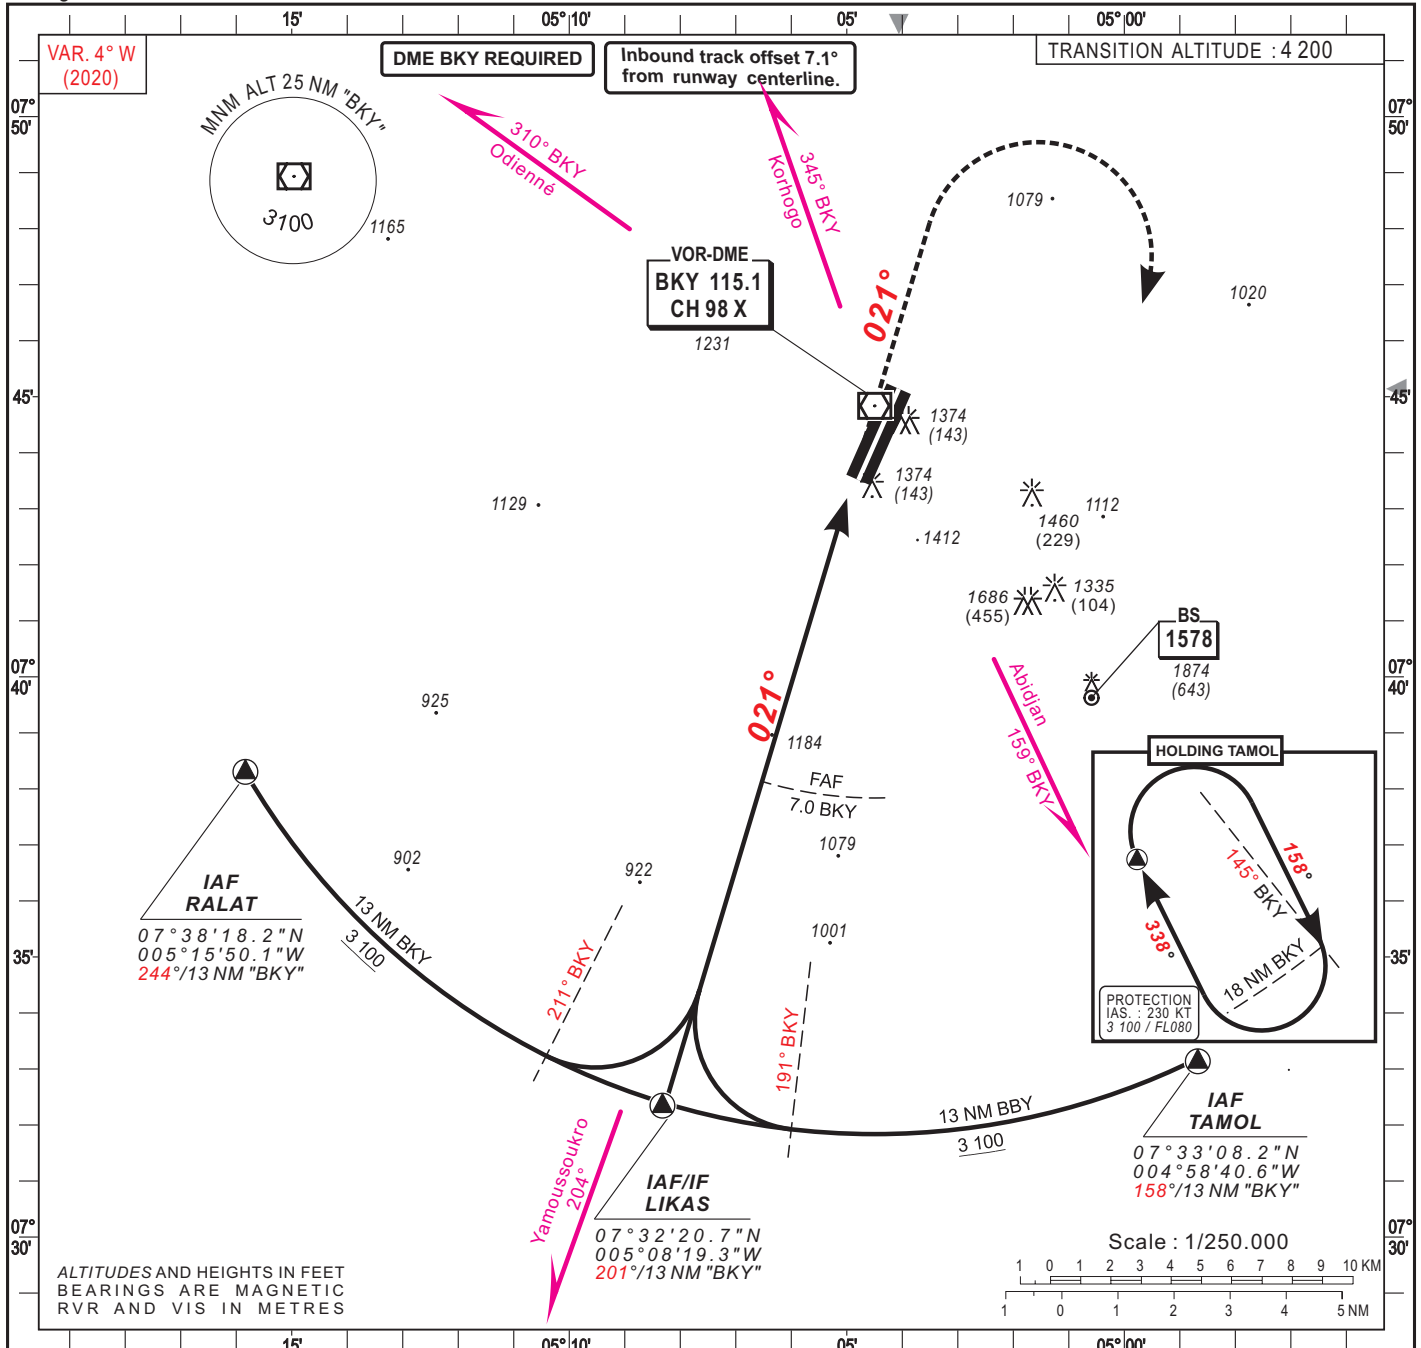 15'
05°10'
05'
05°00'
VAR. 4° W
(2020)
DME BKY REQUIRED
Inbound track offset 7.1°
from runway centerline.
TRANSITION ALTITUDE : 4 200
07°
50'
07°
50'
MNM ALT 25 NM "BKY"
3100
310° BKY
Odienné
345° BKY
Korhogo
1079
1165
VOR-DME
BKY 115.1
CH 98 X
1231
021°
1020
45'
45'
1374
(143)
1374
(143)
1129
1412
1460
(229)
1112
1686
(455)
1335
(104)
BS
1578
1874
(643)
07°
40'
07°
40'
Abidjan
159° BKY
925
021°
1184
FAF
7.0 BKY
1079
HOLDING TAMOL
158°
145° BKY
338°
18 NM BKY
PROTECTION
IAS. : 230 KT
3 100 / FL080
902
922
IAF
RALAT
07°38'18.2"N
005°15'50.1"W
244°/13 NM "BKY"
13 NM BKY
3 100
1001
35'
35'
211° BKY
191° BKY
13 NM BBY
3 100
IAF
TAMOL
07°33'08.2"N
004°58'40.6"W
158°/13 NM "BKY"
Yamoussoukro
204°
IAF/IF
LIKAS
07°32'20.7"N
005°08'19.3"W
201°/13 NM "BKY"
07°
30'
07°
30'
ALTITUDES AND HEIGHTS IN FEET
BEARINGS ARE MAGNETIC
RVR AND VIS IN METRES
Scale : 1/250.000
1 0 1 2 3 4 5 6 7 8 9 10 KM
1 0 1 2 3 4 5 NM
15'
05°10'
05'
05°00'